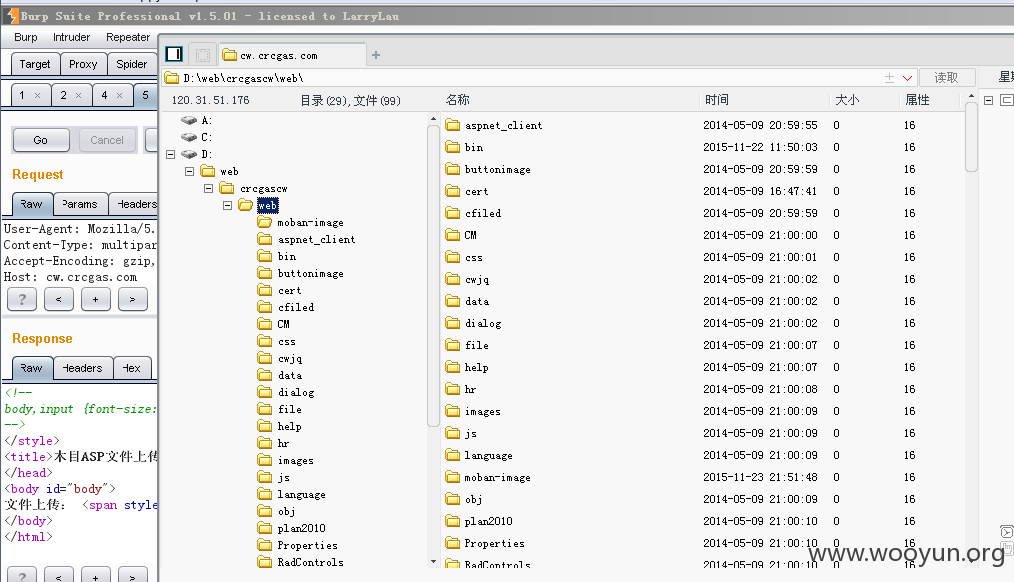 Burp Suite Professional v1.5.01 - licensed to LarryLau
Burp Intruder Repeater
Target Proxy Spider
1 × 2 × 4 × 5
Go Cancel
Request
Raw Params Headers
User-Agent: Mozilla/5.
Content-Type: multipar
Accept-Encoding: gzip,
Host: cw.crcgas.com
? < + >
Response
Raw Headers Hex
<!--
body,input {font-size:
-->
</style>
<title>木目ASP文件上传
</head>
<body id="body">
文件上传: <span style
</body>
</html>
? < + >
cw.crcgas.com +
D:\web\crcgascw\web\
读取
120.31.51.176 目录(29),文件(99)
A:
C:
D:
web
crcgascw
web
moban-image
aspnet_client
bin
buttonimage
cert
cfiled
CM
css
cwjq
data
dialog
file
help
hr
images
js
language
obj
plan2010
Properties
RadControls
名称 时间 大小 属性
aspnet_client 2014-05-09 20:59:55 0 16
bin 2015-11-22 11:50:03 0 16
buttonimage 2014-05-09 20:59:59 0 16
cert 2014-05-09 16:47:41 0 16
cfiled 2014-05-09 20:59:59 0 16
CM 2014-05-09 21:00:00 0 16
css 2014-05-09 21:00:01 0 16
cwjq 2014-05-09 21:00:02 0 16
data 2014-05-09 21:00:02 0 16
dialog 2014-05-09 21:00:02 0 16
file 2014-05-09 21:00:07 0 16
help 2014-05-09 21:00:07 0 16
hr 2014-05-09 21:00:08 0 16
images 2014-05-09 21:00:09 0 16
js 2014-05-09 21:00:09 0 16
language 2014-05-09 21:00:09 0 16
moban-image 2015-11-23 21:51:48 0 16
obj 2014-05-09 21:00:09 0 16
plan2010 2014-05-09 21:00:10 0 16
Properties 2014-05-09 21:00:10 0 16
RadControls 2014-05-09 21:00:10 0 16
www.wooyun.org